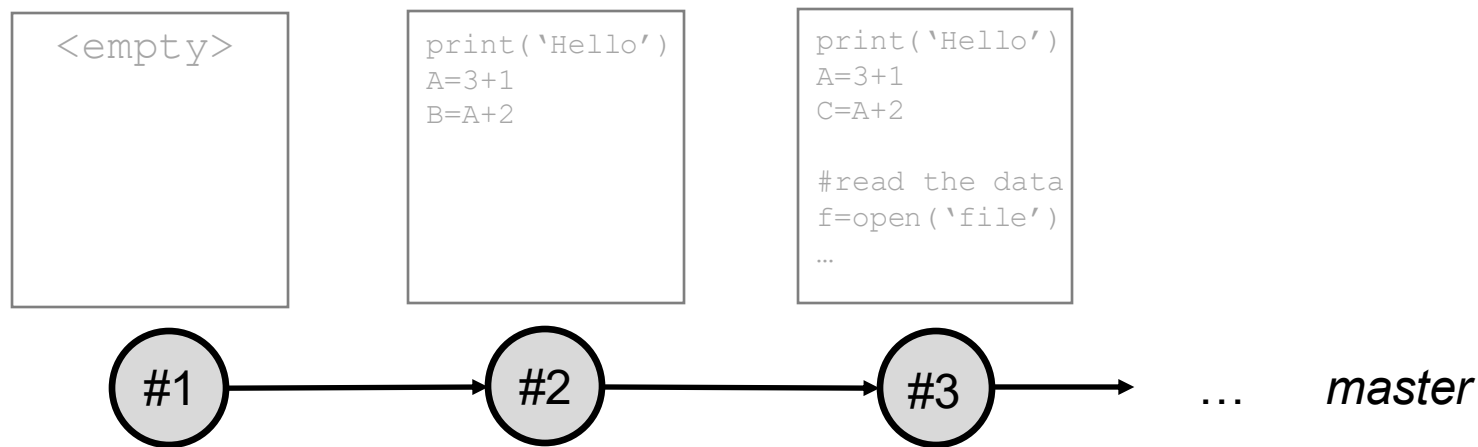 <empty>
print(‘Hello’)
A=3+1
B=A+2
print(‘Hello’)
A=3+1
C=A+2
#read the data
f=open(‘file’)
…
#1
#2
#3
…
master